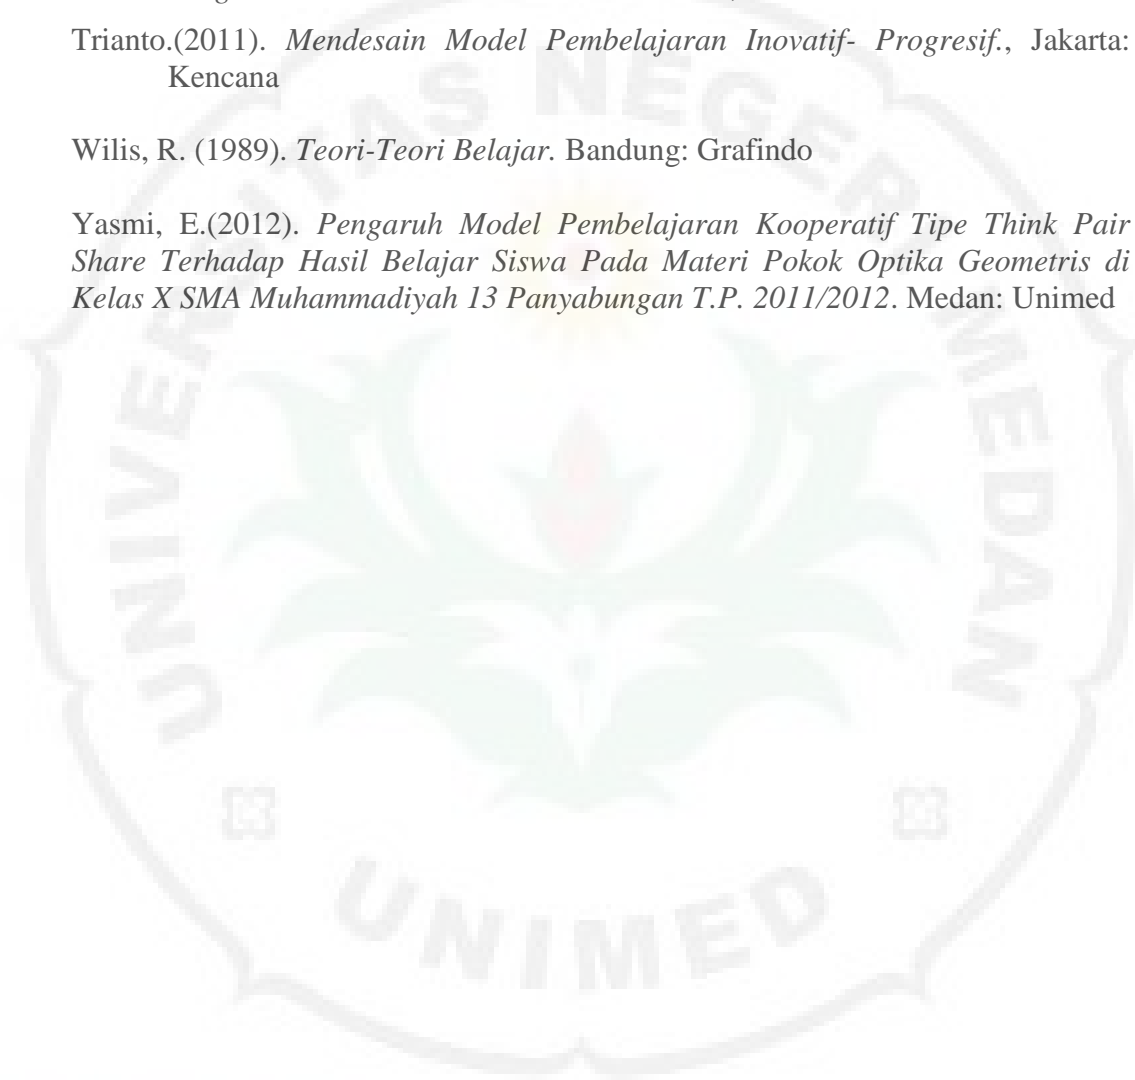 Trianto.(2011). Mendesain Model Pembelajaran Inovatif- Progresif., Jakarta:
Kencana
Wilis, R. (1989). Teori-Teori Belajar. Bandung: Grafindo
Yasmi, E.(2012). Pengaruh Model Pembelajaran Kooperatif Tipe Think Pair
Share Terhadap Hasil Belajar Siswa Pada Materi Pokok Optika Geometris di
Kelas X SMA Muhammadiyah 13 Panyabungan T.P. 2011/2012. Medan: Unimed
UNIVERSITAS NEGERI MEDAN
UNIMED